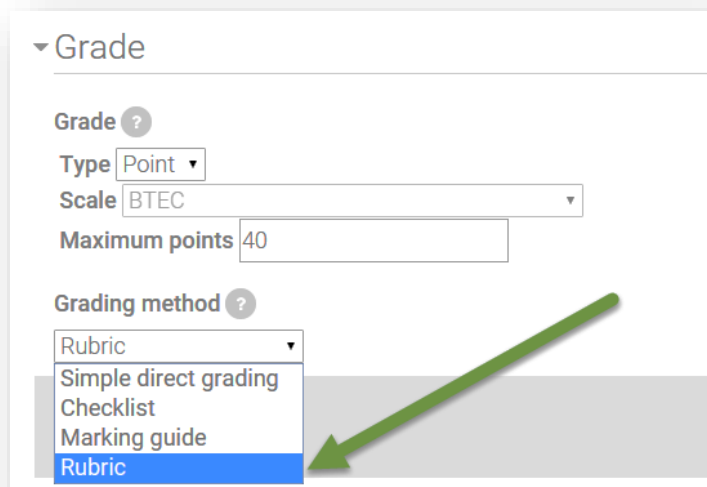 Grade
Grade ?
Type Point
Scale BTEC
Maximum points 40
Grading method ?
Rubric
Simple direct grading
Checklist
Marking guide
Rubric